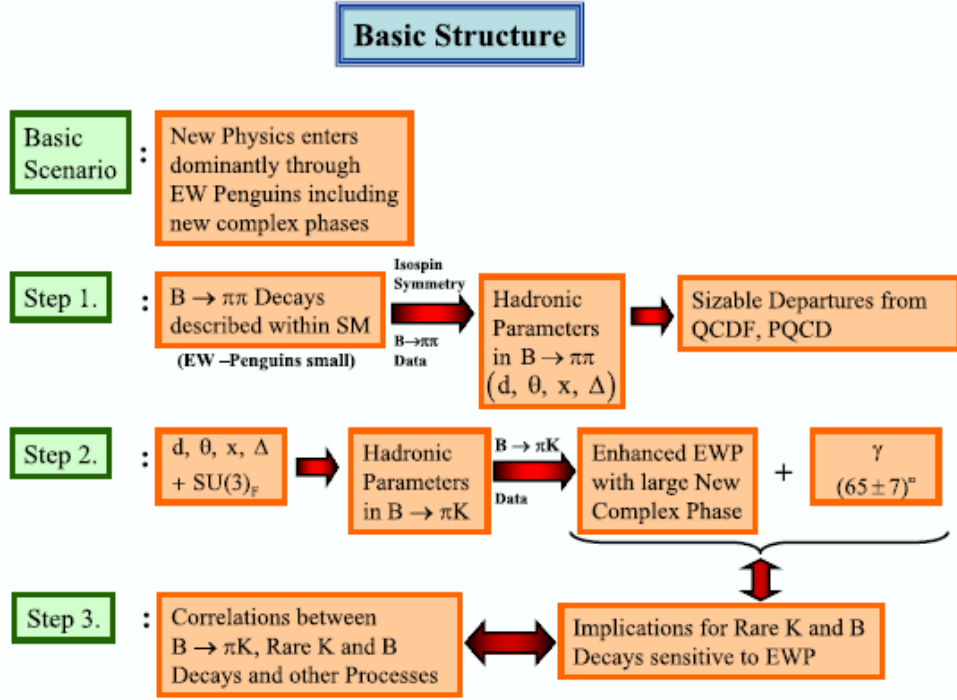 Basic Structure
Basic
Scenario
:
New Physics enters
dominantly through
EW Penguins including
new complex phases
Step 1.
:
B → ππ Decays
described within SM
(EW –Penguins small)
Isospin
Symmetry
B→ππ
Data
Hadronic
Parameters
in B → ππ
(d, θ, x, Δ)
Sizable Departures from
QCDF, PQCD
Step 2.
:
d, θ, x, Δ
+ SU(3)_F
Hadronic
Parameters
in B → πK
B → πK
Data
Enhanced EWP
with large New
Complex Phase
+
γ
(65±7)°
Step 3.
:
Correlations between
B → πK, Rare K and B
Decays and other Processes
Implications for Rare K and B
Decays sensitive to EWP